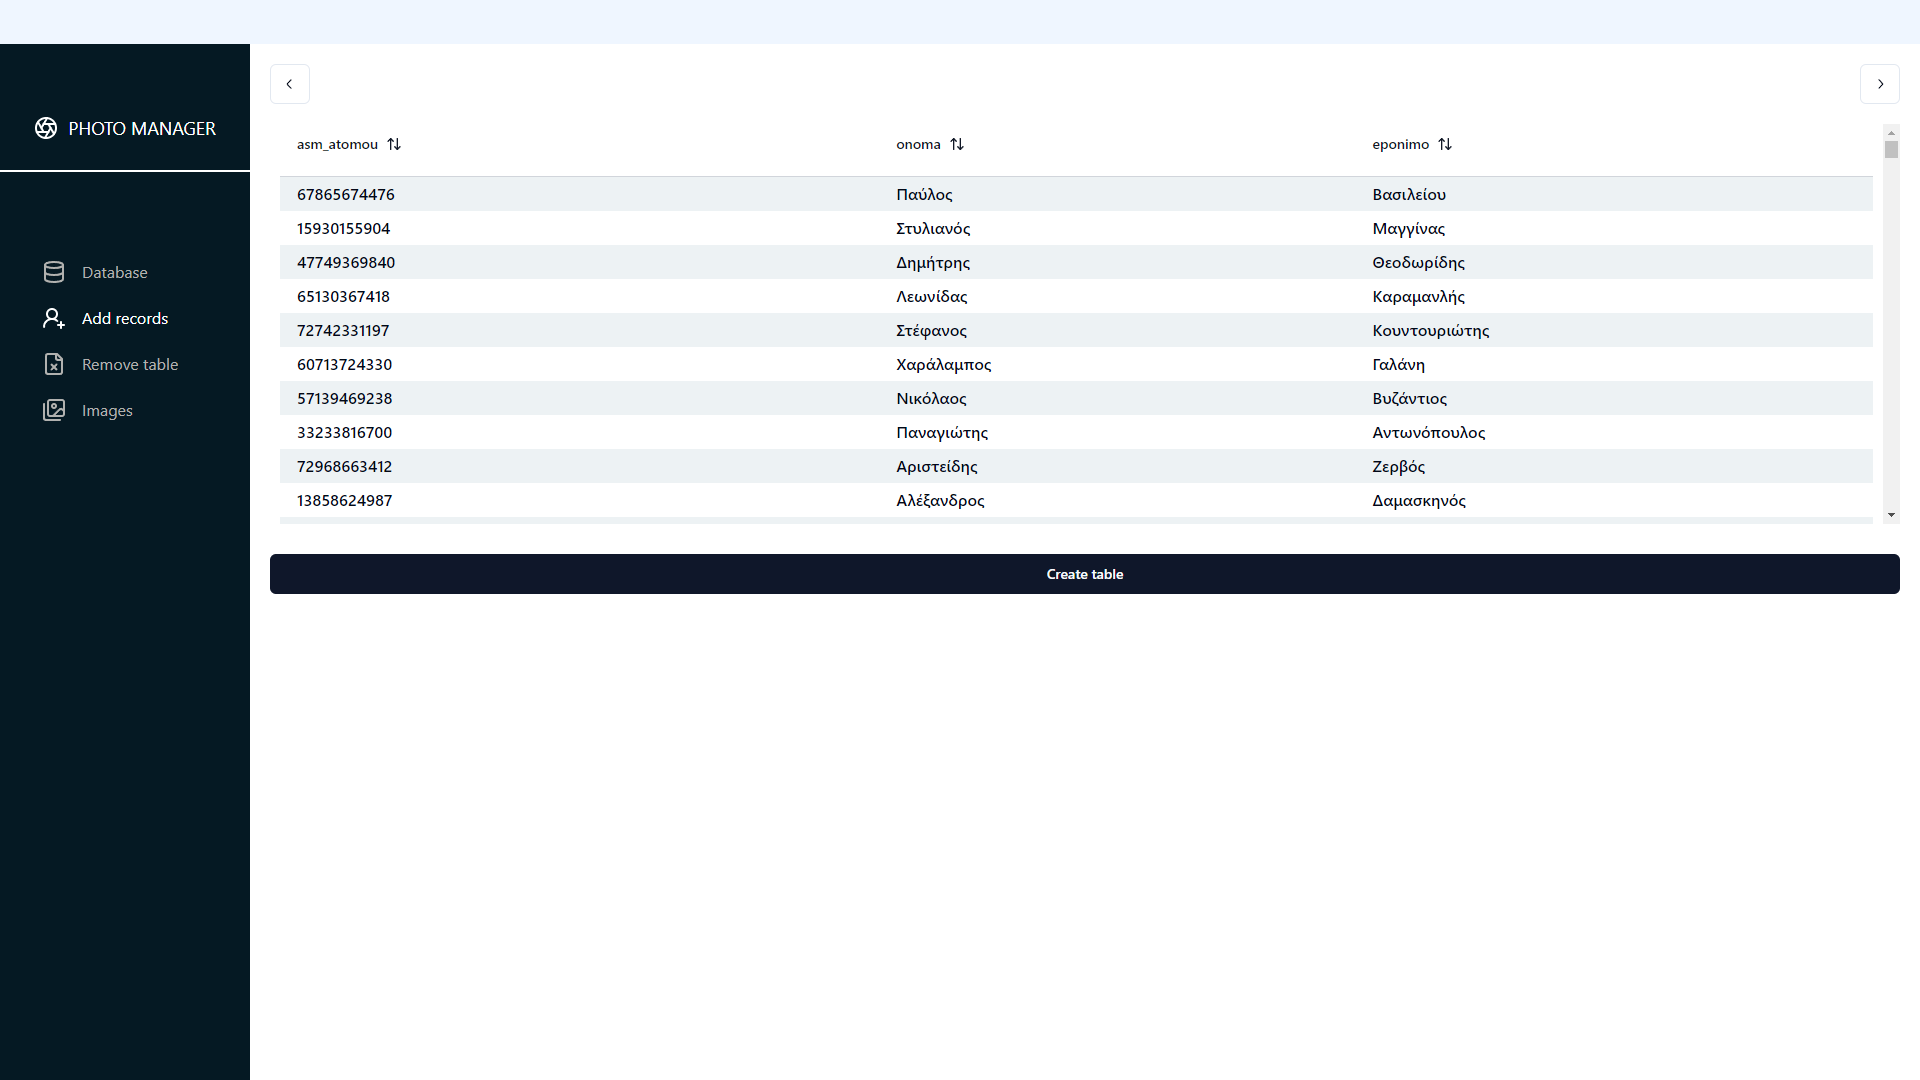 PHOTO MANAGER
Database
Add records
Remove table
Images
asm_atomou onoma eponimo
67865674476 Παύλος Βασιλείου
15930155904 Στυλιανός Μαγγίνας
47749369840 Δημήτρης Θεοδωρίδης
65130367418 Λεωνίδας Καραμανλής
72742331197 Στέφανος Κουντουριώτης
60713724330 Χαράλαμπος Γαλάνη
57139469238 Νικόλαος Βυζάντιος
33233816700 Παναγιώτης Αντωνόπουλος
72968663412 Αριστείδης Ζερβός
13858624987 Αλέξανδρος Δαμασκηνός
Create table